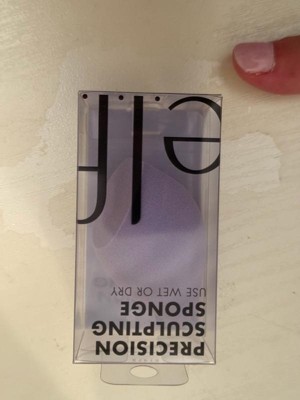 PRECISION
SCULPTING
SPONGE
USE WET OR DRY
elf